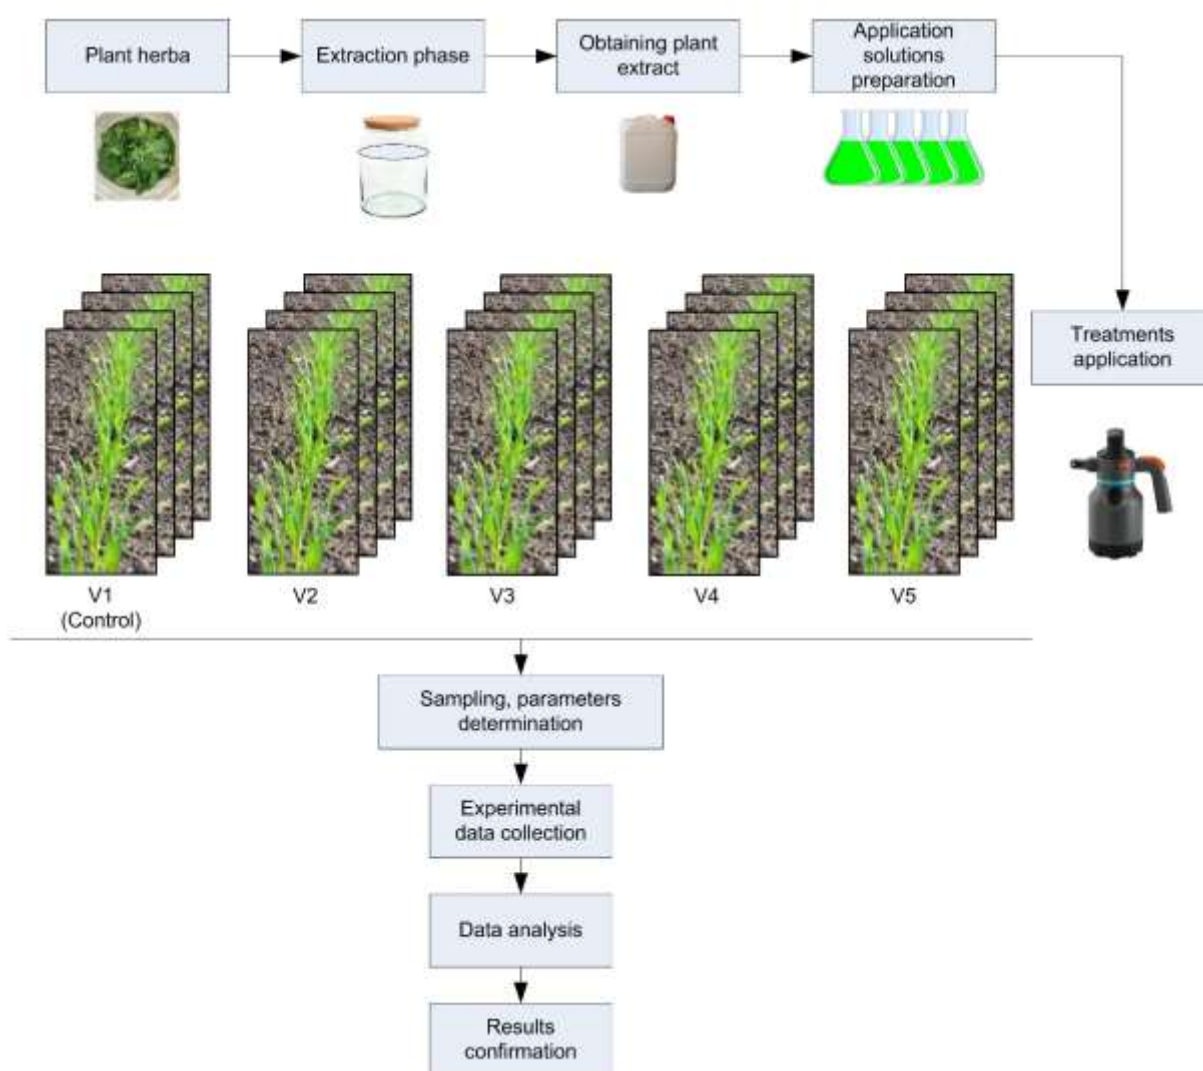 Plant herba
Extraction phase
Obtaining plant
extract
Application
solutions
preparation
Treatments
application
V1
(Control)
V2
V3
V4
V5
Sampling, parameters
determination
Experimental
data collection
Data analysis
Results
confirmation